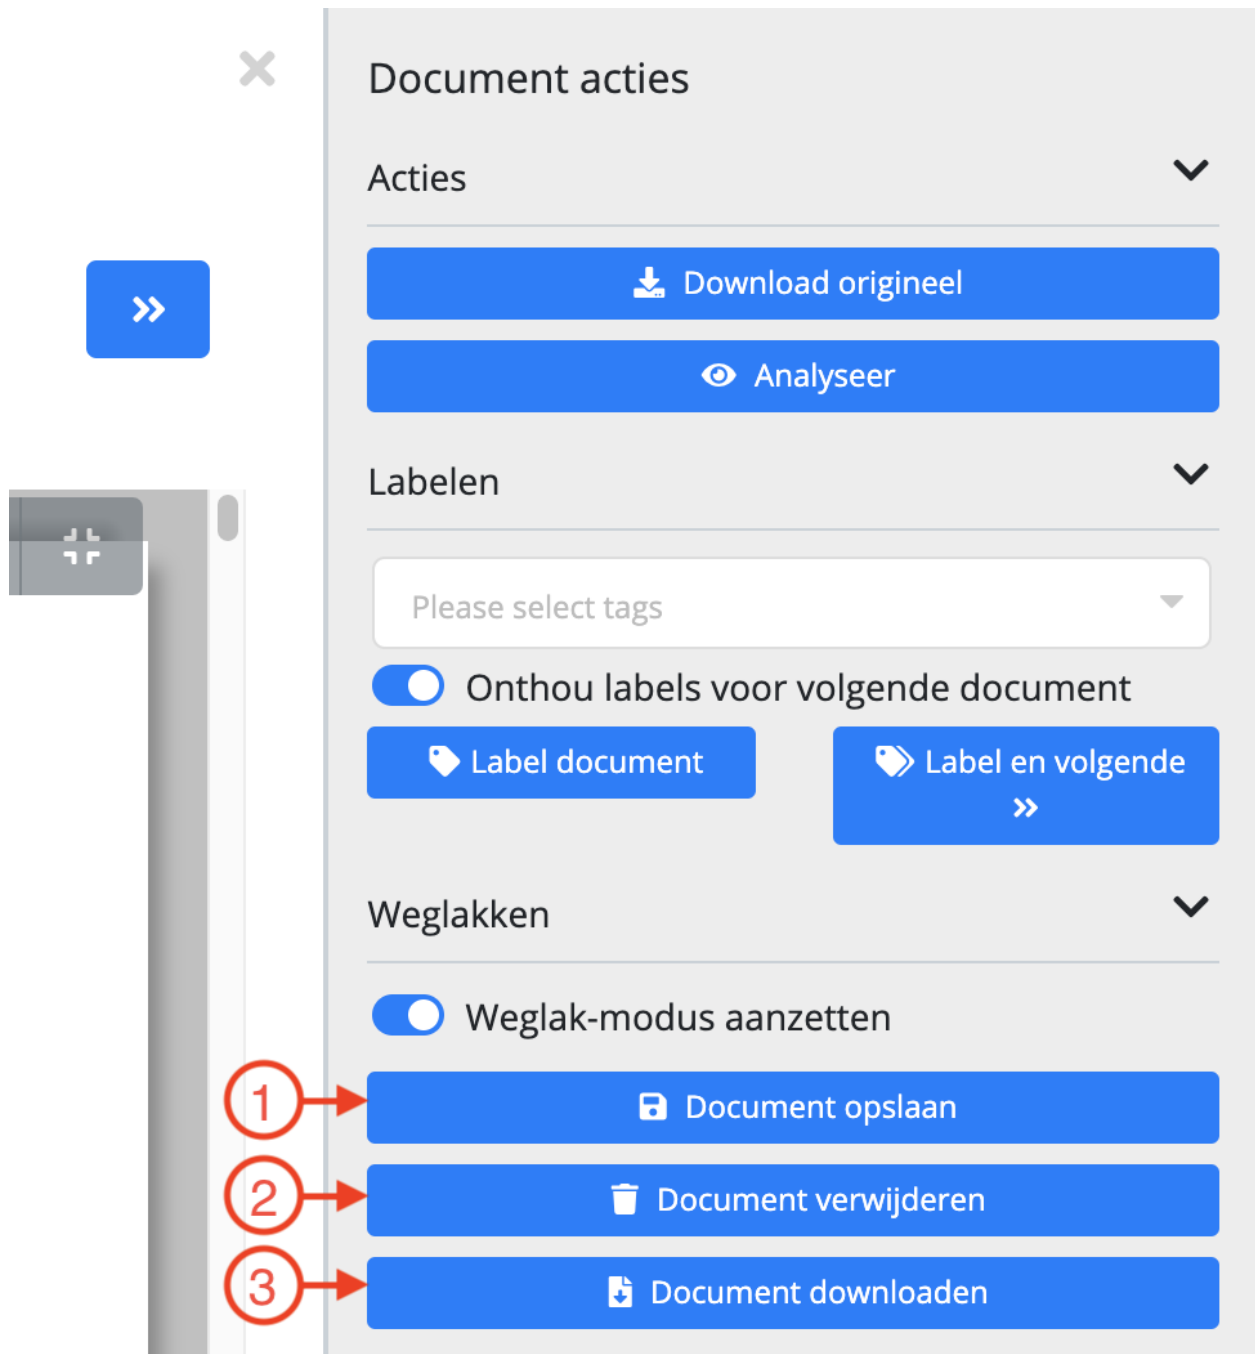 Document acties
Acties
Download origineel
Analyseer
Labelen
Please select tags
Onthou labels voor volgende document
Label document
Label en volgende
Weglakken
Weglak-modus aanzetten
1
Document opslaan
2
Document verwijderen
3
Document downloaden